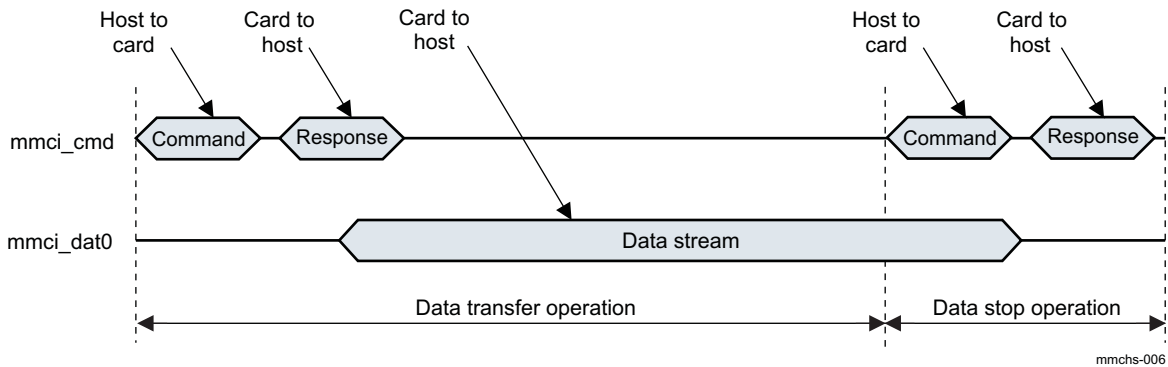 Host to
card
Card to
host
Card to
host
Host to
card
Card to
host
mmci_cmd
Command
Response
Command
Response
mmci_dat0
Data stream
Data transfer operation
Data stop operation
mmchs-006